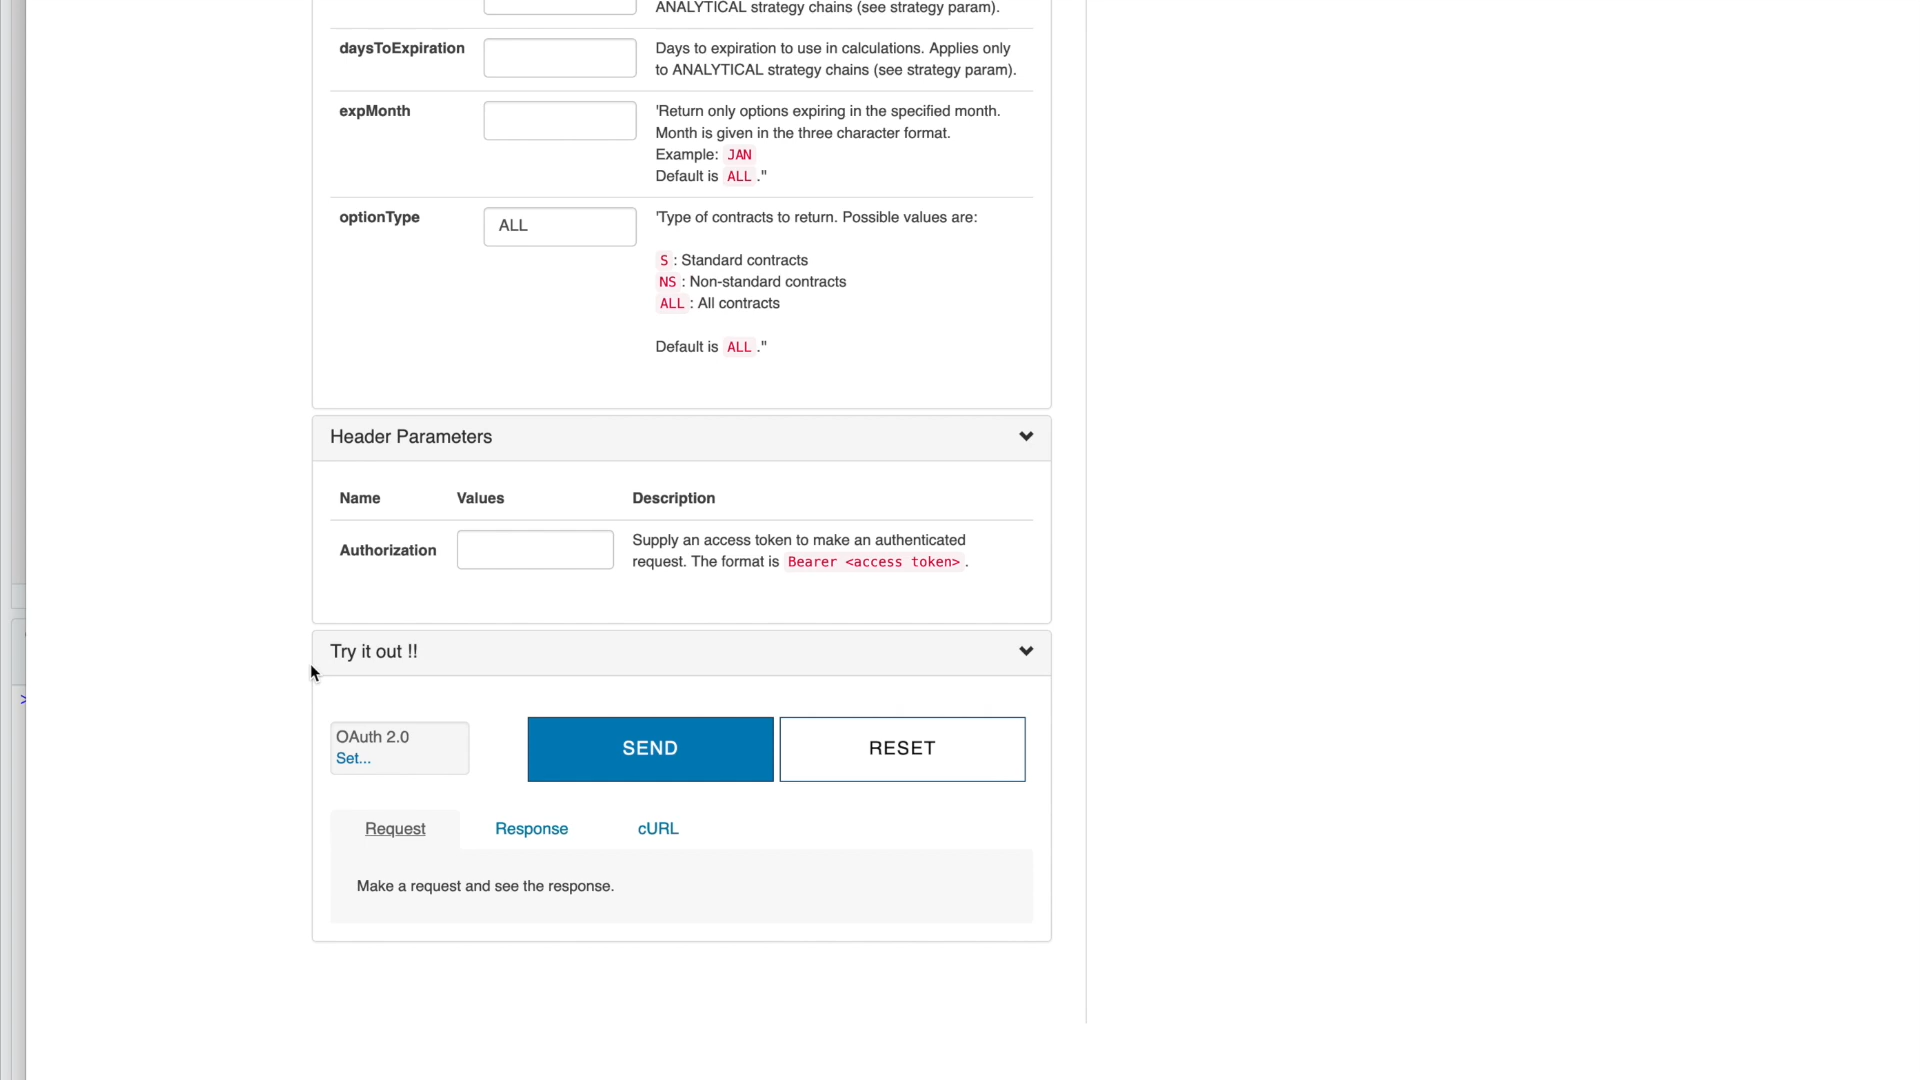 ANALYTICAL strategy chains (see strategy param).
daysToExpiration
Days to expiration to use in calculations. Applies only
to ANALYTICAL strategy chains (see strategy param).
expMonth
'Return only options expiring in the specified month.
Month is given in the three character format.
Example: JAN
Default is ALL ."
optionType
ALL
'Type of contracts to return. Possible values are:
S : Standard contracts
NS : Non-standard contracts
ALL : All contracts
Default is ALL ."
Header Parameters
Name Values Description
Authorization
Supply an access token to make an authenticated
request. The format is Bearer <access token> .
Try it out !!
OAuth 2.0
Set...
SEND
RESET
Request Response cURL
Make a request and see the response.
>